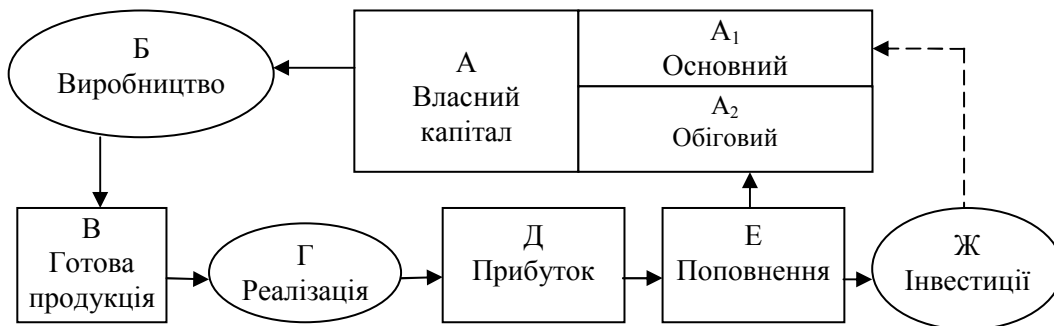 Б
Виробництво
А
Власний
капітал
А₁
Основний
А₂
Обіговий
В
Готова
продукція
Г
Реалізація
Д
Прибуток
Е
Поповнення
Ж
Інвестиції